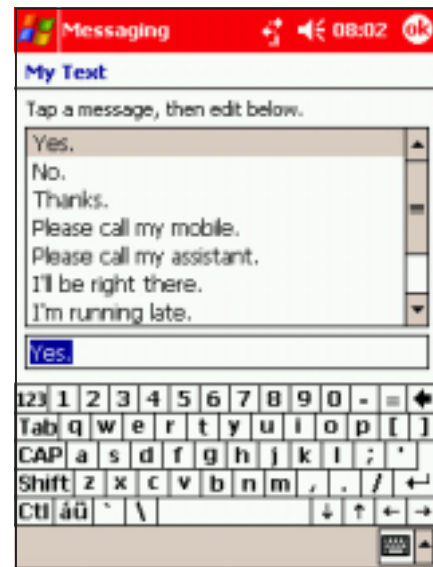 Messaging 08:02 ok
My Text
Tap a message, then edit below.
Yes.
No.
Thanks.
Please call my mobile.
Please call my assistant.
I'll be right there.
I'm running late.
Yes.
123 1 2 3 4 5 6 7 8 9 0 - =
Tab q w e r t y u i o p [ ]
CAP a s d f g h j k l ; '
Shift z x c v b n m , . /
Ctl áü ` \